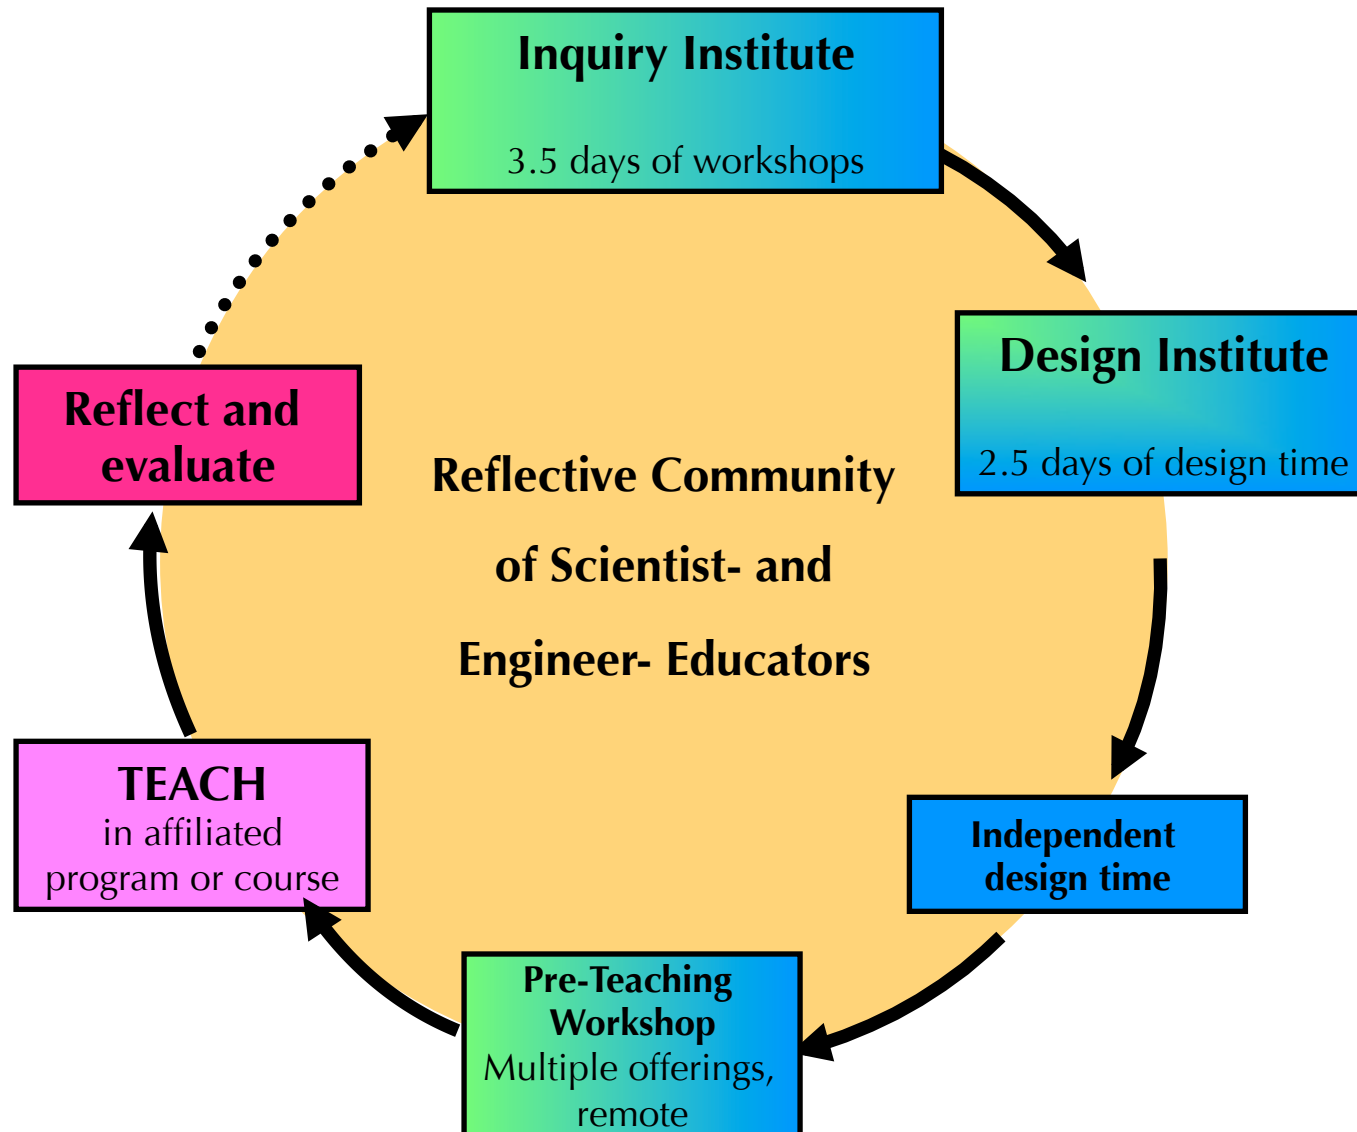 Inquiry Institute
3.5 days of workshops
Design Institute
2.5 days of design time
Reflect and
evaluate
Reflective Community
of Scientist- and
Engineer- Educators
TEACH
in affiliated
program or course
Independent
design time
Pre-Teaching
Workshop
Multiple offerings,
remote